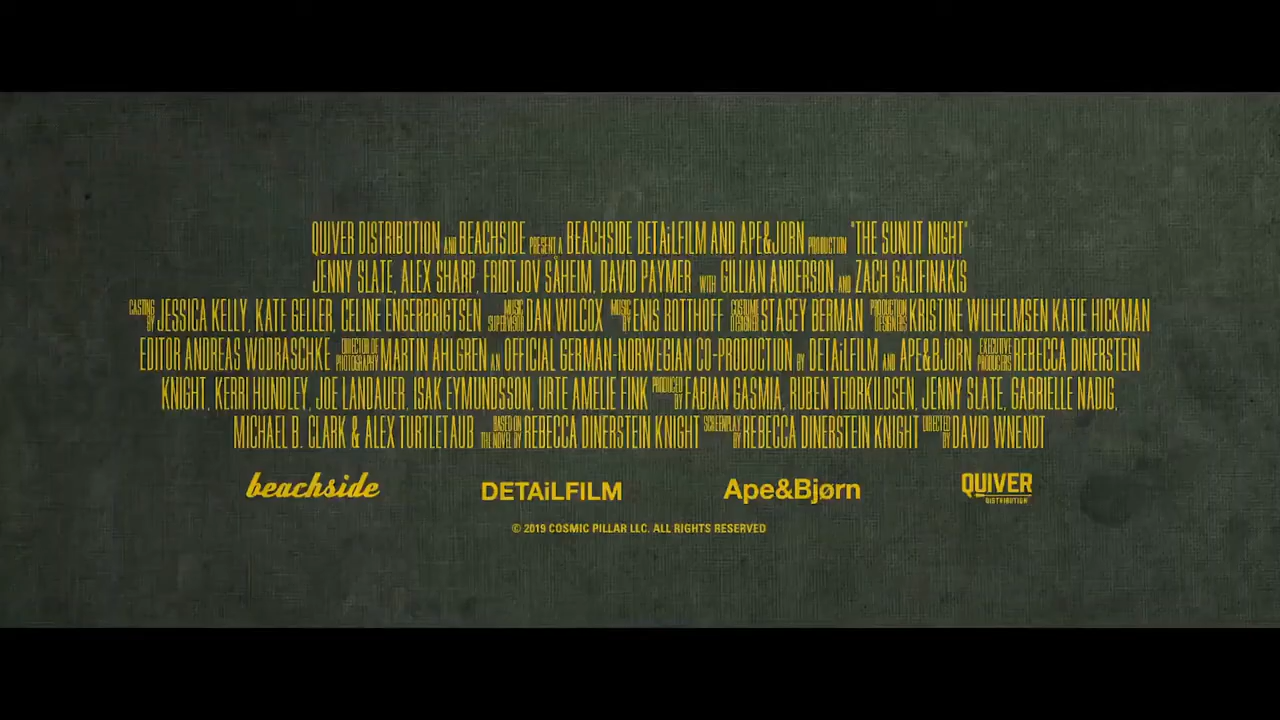 QUIVER DISTRIBUTION AND BEACHSIDE PRESENT A BEACHSIDE DETAiLFILM AND APE&JORN PRODUCTION "THE SUNLIT NIGHT"
JENNY SLATE, ALEX SHARP, FRIDTJOV SÅHEIM, DAVID PAYMER WITH GILLIAN ANDERSON AND ZACH GALIFINAKIS
CASTING BY JESSICA KELLY, KATE GELLER, CELINE ENGERBRIGTSEN MUSIC SUPERVISOR DAN WILCOX MUSIC BY ENIS ROTTHOFF COSTUME DESIGNER STACEY BERMAN PRODUCTION DESIGNERS KRISTINE WILHELMSEN KATIE HICKMAN
EDITOR ANDREAS WODRASCHKE DIRECTOR OF PHOTOGRAPHY MARTIN AHLGREN AN OFFICIAL GERMAN-NORWEGIAN CO-PRODUCTION BY DETAiLFILM AND APE&BJORN EXECUTIVE PRODUCERS REBECCA DINERSTEIN
KNIGHT, KERRI HUNDLEY, JOE LANDAUER, ISAK EYMUNDSSON, URTE AMELIE FINK PRODUCED BY FABIAN GASMIA, RUBEN THORKILDSEN, JENNY SLATE, GABRIELLE NADIG,
MICHAEL B. CLARK & ALEX TURTLETAUB BASED ON THE NOVEL BY REBECCA DINERSTEIN KNIGHT SCREENPLAY BY REBECCA DINERSTEIN KNIGHT DIRECTED BY DAVID WNENDT
beachside DETAiLFILM Ape&Bjørn QUIVER DISTRIBUTION
© 2019 COSMIC PILLAR LLC. ALL RIGHTS RESERVED